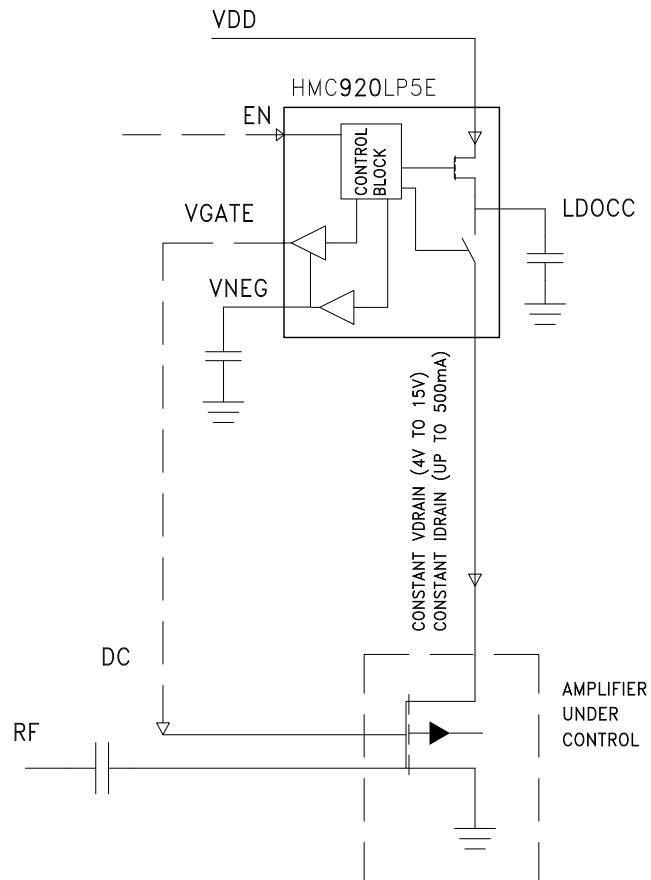 VDD
HMC920LP5E
EN
CONTROL
BLOCK
VGATE
LDOCC
VNEG
CONSTANT VDRAIN (4V TO 15V)
CONSTANT IDRAIN (UP TO 500mA)
DC
RF
AMPLIFIER
UNDER
CONTROL